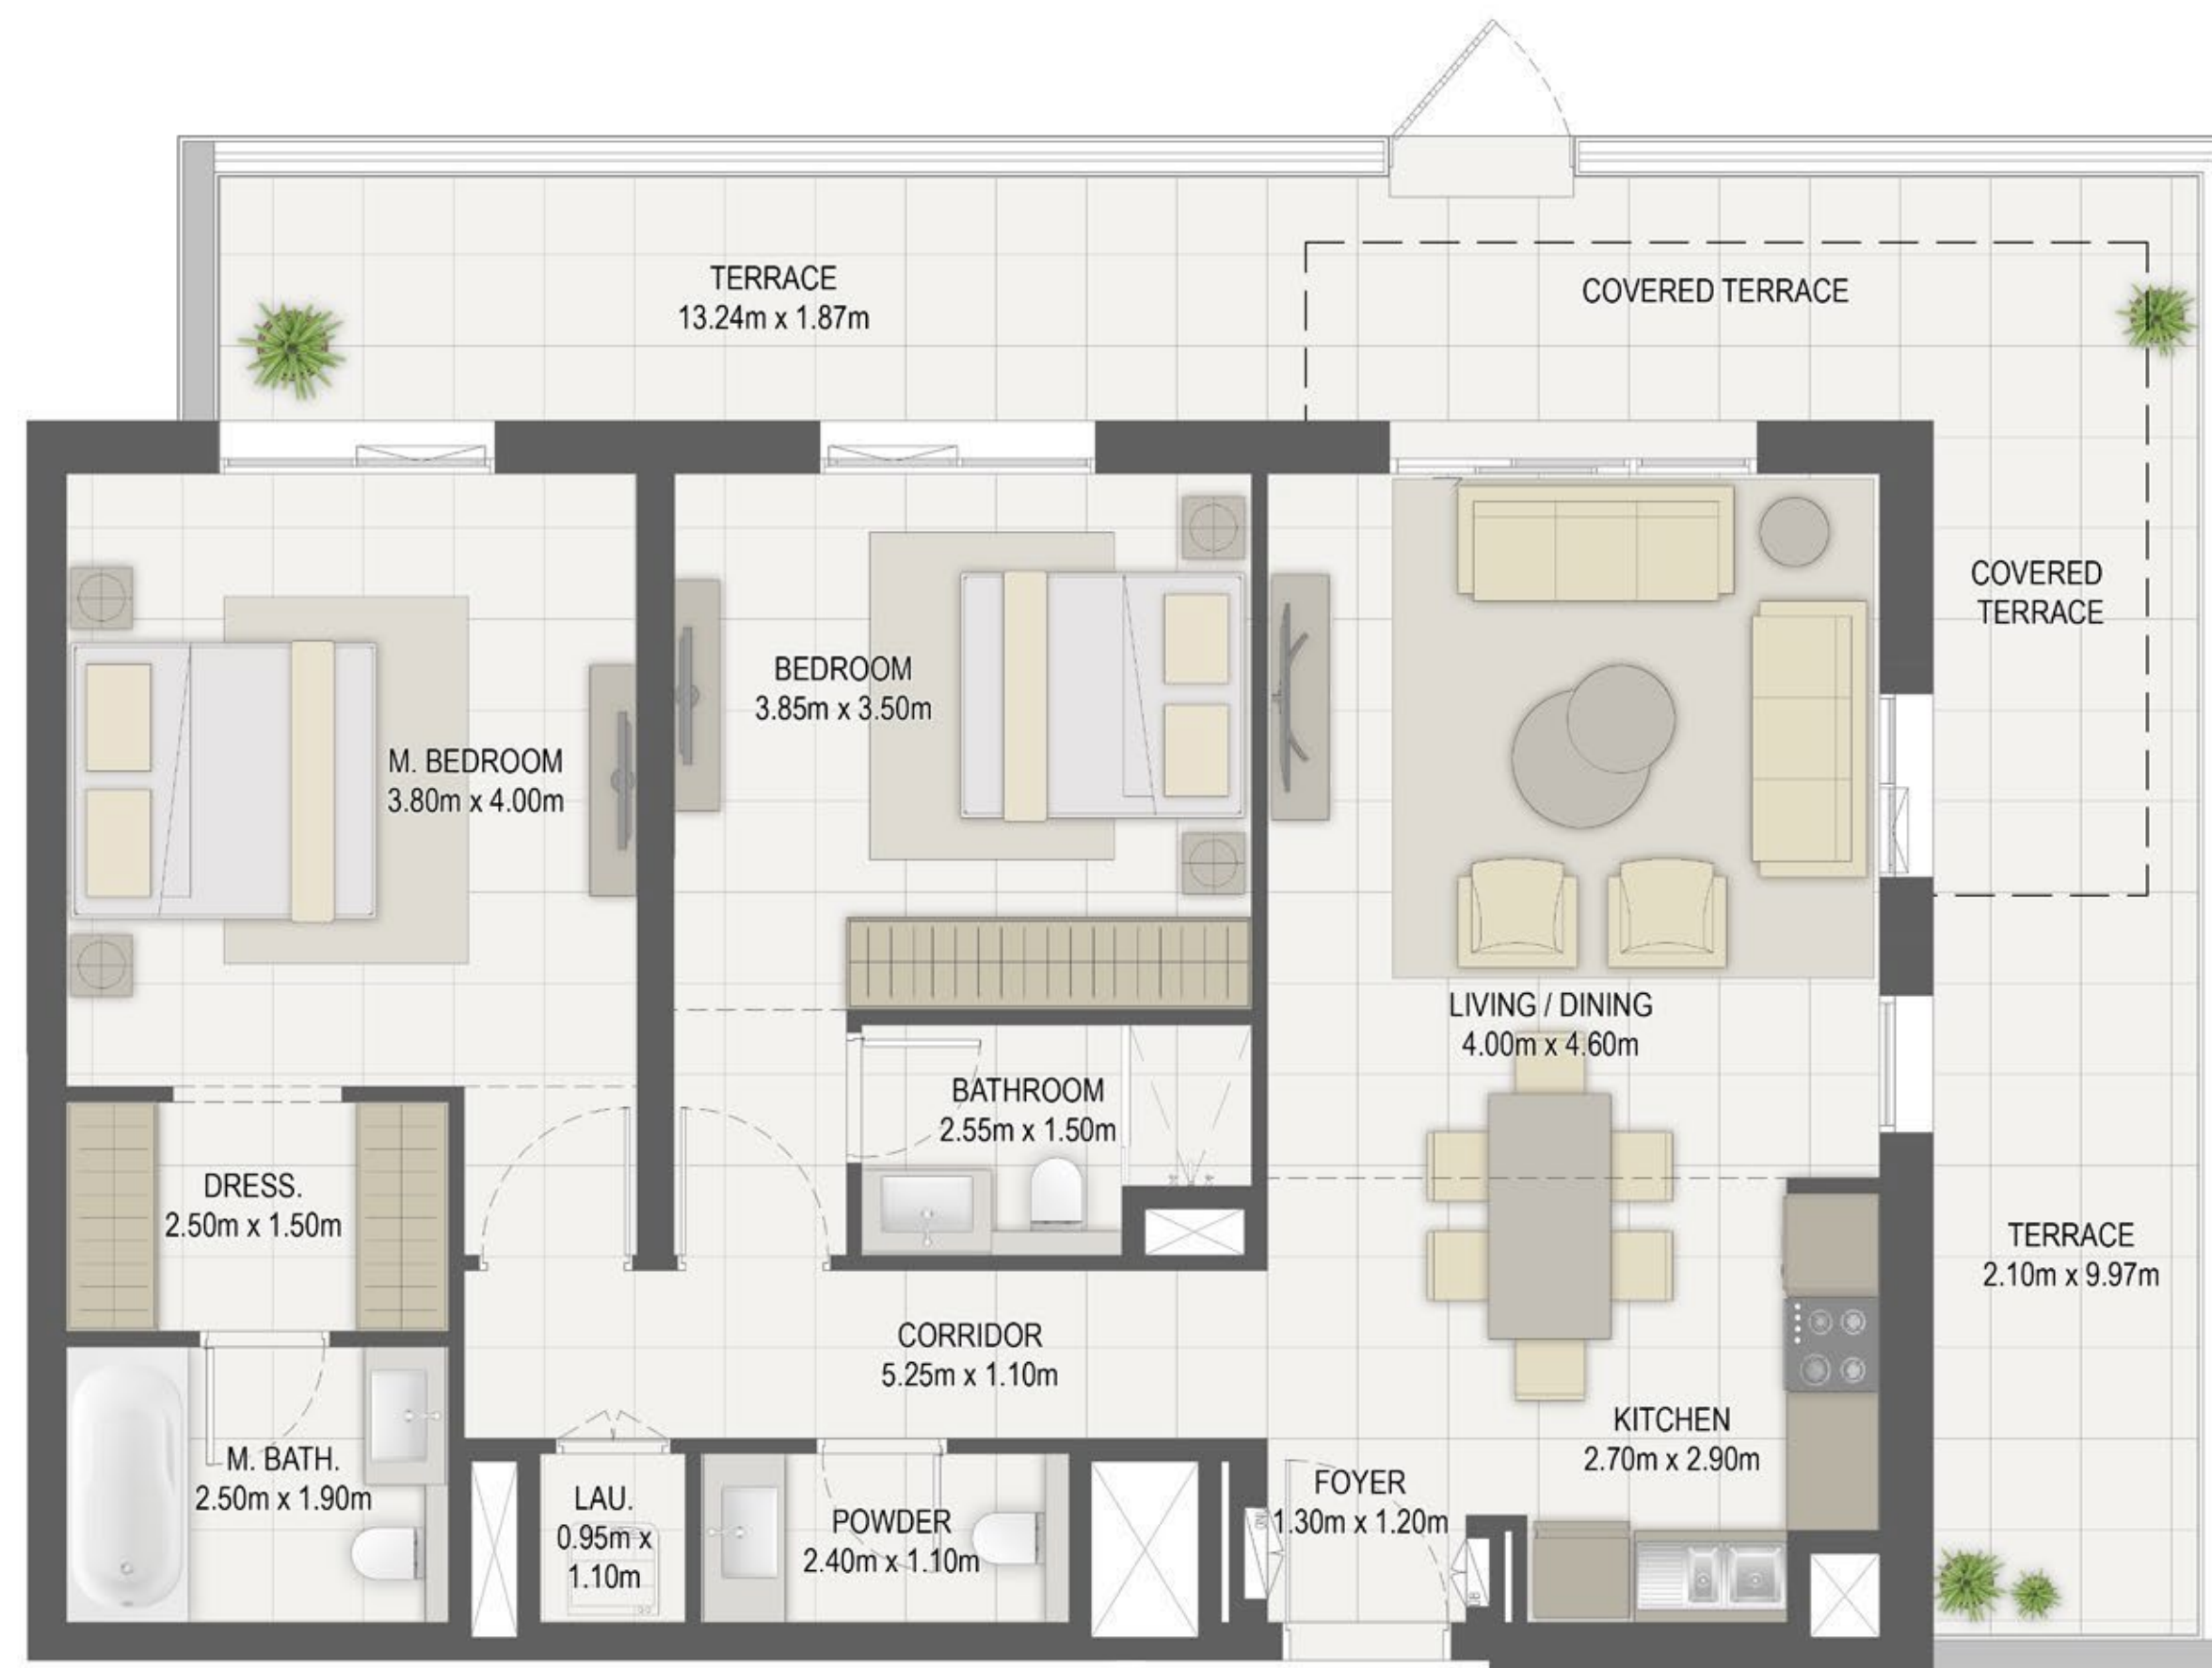 TERRACE
13.24m x 1.87m
COVERED TERRACE
COVERED
TERRACE
BEDROOM
3.85m x 3.50m
M. BEDROOM
3.80m x 4.00m
LIVING / DINING
4.00m x 4.60m
BATHROOM
2.55m x 1.50m
DRESS.
2.50m x 1.50m
TERRACE
2.10m x 9.97m
CORRIDOR
5.25m x 1.10m
KITCHEN
2.70m x 2.90m
M. BATH.
2.50m x 1.90m
LAU.
0.95m x
1.10m
POWDER
2.40m x 1.10m
FOYER
1.30m x 1.20m